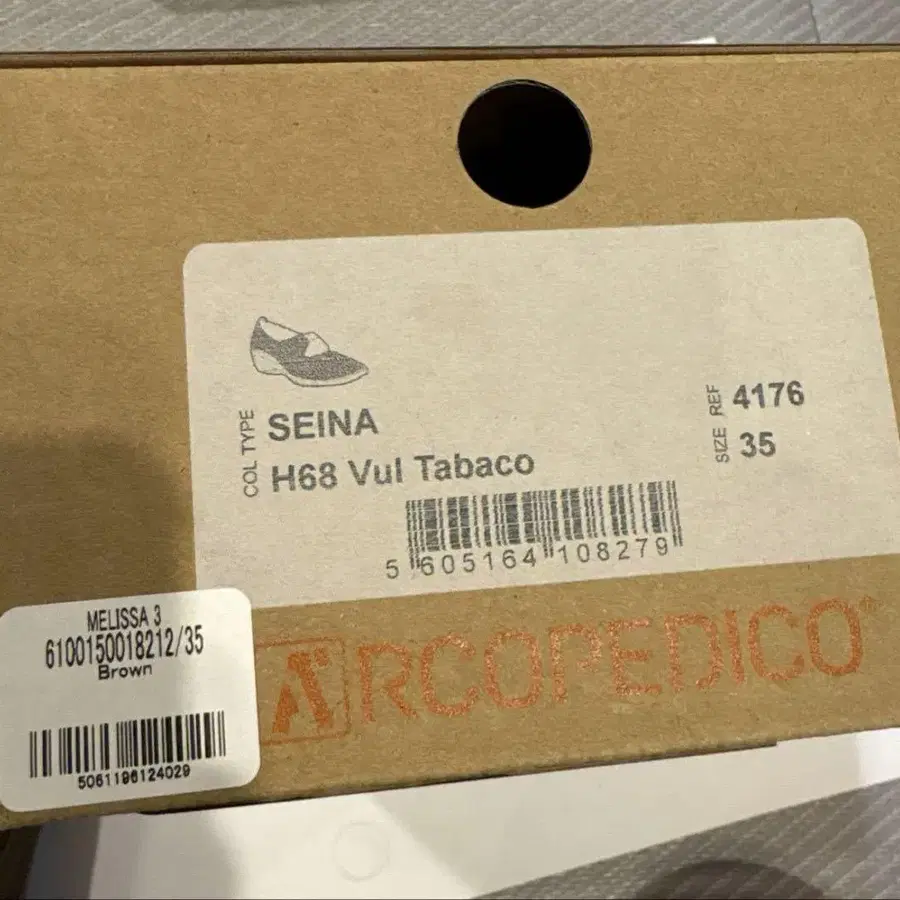 COL TYPE
SEINA
H68 Vul Tabaco
REF 4176
SIZE 35
5 605164 108279
MELISSA 3
6100150018212/35
Brown
5061196124029
ARCOPEDICO